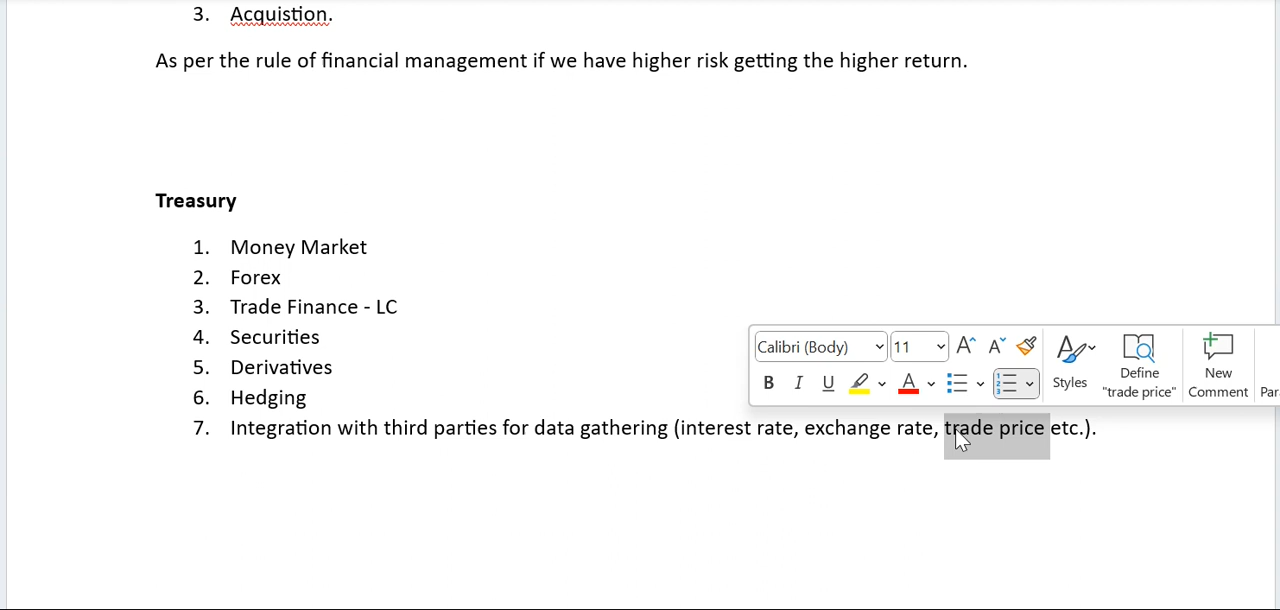 3. Acquistion.
As per the rule of financial management if we have higher risk getting the higher return.
Treasury
1. Money Market
2. Forex
3. Trade Finance - LC
4. Securities
5. Derivatives
6. Hedging
7. Integration with third parties for data gathering (interest rate, exchange rate, trade price etc.).
Calibri (Body) 11 A A
B I U A
Styles
Define
"trade price"
New
Comment